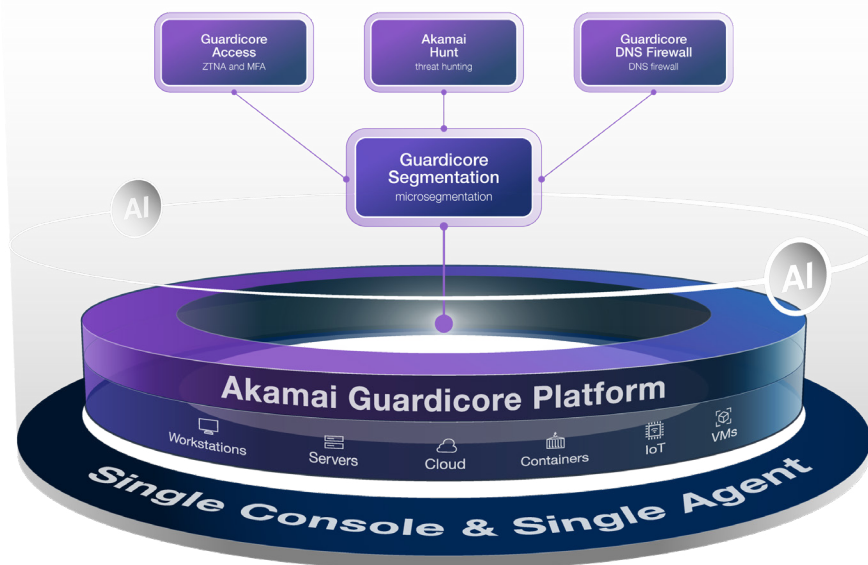 Guardicore
Access
ZTNA and MFA
Akamai
Hunt
threat hunting
Guardicore
DNS Firewall
DNS firewall
Guardicore
Segmentation
microsegmentation
AI
AI
Akamai Guardicore Platform
Workstations
Servers
Cloud
Containers
IoT
VMs
Single Console & Single Agent